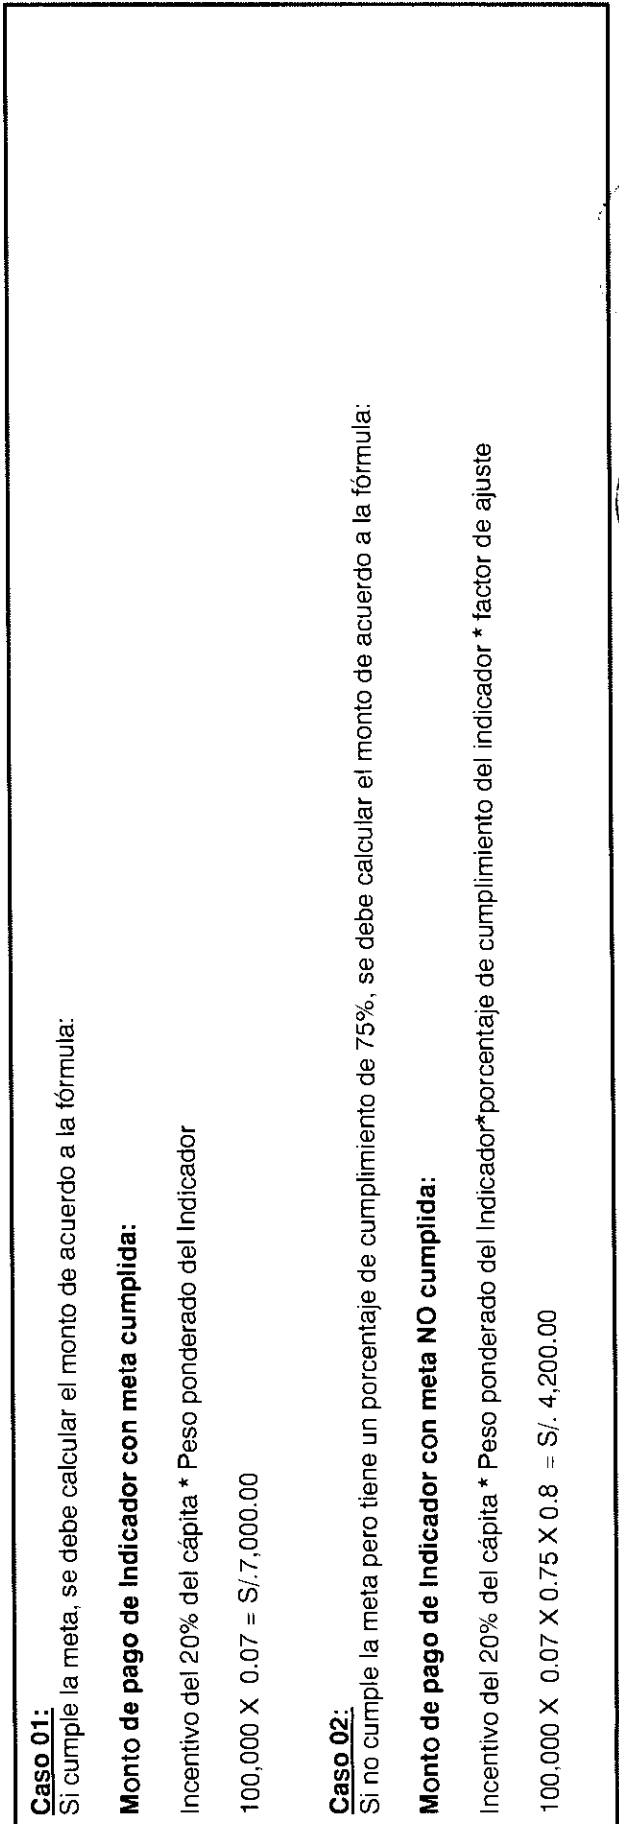 Caso 01:
Si cumple la meta, se debe calcular el monto de acuerdo a la fórmula:
Monto de pago de Indicador con meta cumplida:
Incentivo del 20% del cápita * Peso ponderado del Indicador
100,000 X 0.07 = S/.7,000.00
Caso 02:
Si no cumple la meta pero tiene un porcentaje de cumplimiento de 75%, se debe calcular el monto de acuerdo a la fórmula:
Monto de pago de Indicador con meta NO cumplida:
Incentivo del 20% del cápita * Peso ponderado del Indicador*porcentaje de cumplimiento del indicador * factor de ajuste
100,000 X 0.07 X 0.75 X 0.8 = S/. 4,200.00